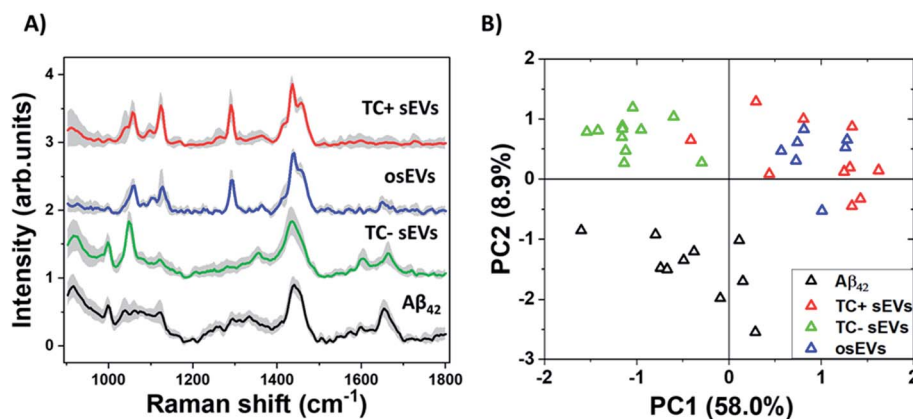 A)
Intensity (arb.units)
4
3
2
1
0
TC+ sEVs
osEVs
TC- sEVs
Aβ42
1000
1200
1400
1600
1800
Raman shift (cm⁻¹)
B)
PC2 (8.9%)
2
1
0
-1
-2
-3
Aβ₄₂
TC+ sEVs
TC- sEVs
osEVs
-2
-1
0
1
2
PC1 (58.0%)